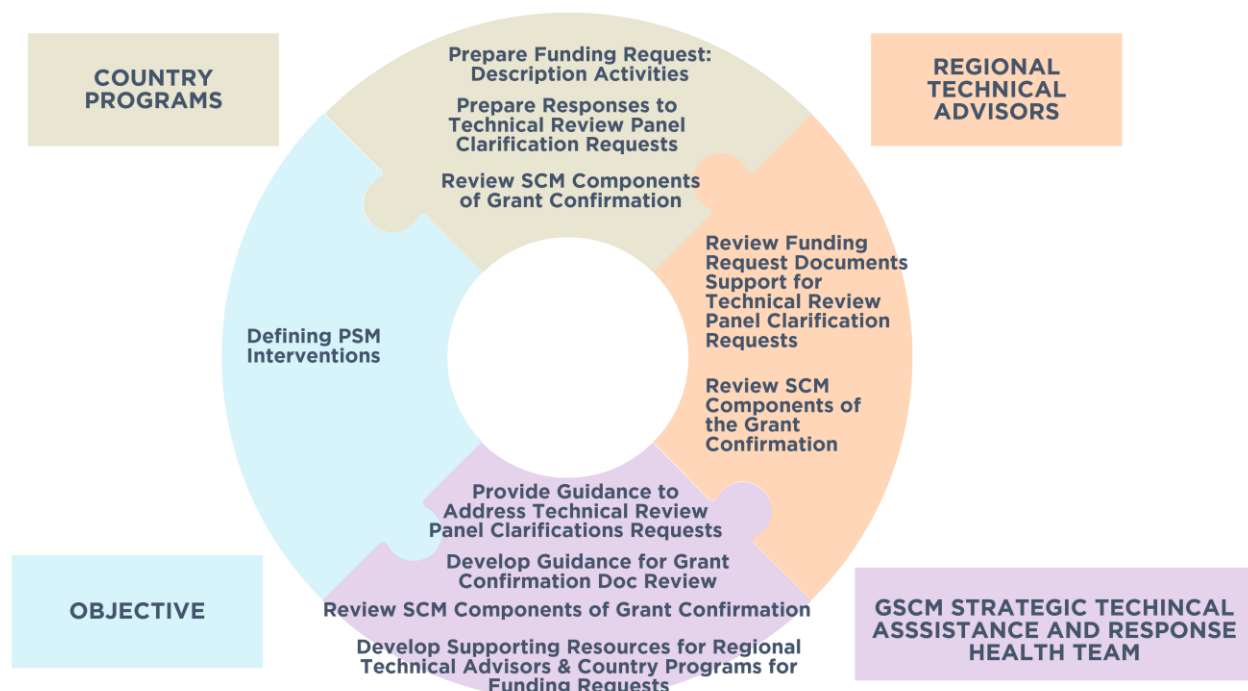 COUNTRY
PROGRAMS
Prepare Funding Request:
Description Activities
Prepare Responses to
Technical Review Panel
Clarification Requests
Review SCM Components
of Grant Confirmation
REGIONAL
TECHNICAL
ADVISORS
Review Funding
Request Documents
Support for
Technical Review
Panel Clarification
Requests
Review SCM
Components of
the Grant
Confirmation
Defining PSM
Interventions
Provide Guidance to
Address Technical Review
Panel Clarifications Requests
Develop Guidance for Grant
Confirmation Doc Review
Review SCM Components of Grant Confirmation
Develop Supporting Resources for Regional
Technical Advisors & Country Programs for
Funding Requests
OBJECTIVE
GSCM STRATEGIC TECHINCAL
ASSSISTANCE AND RESPONSE
HEALTH TEAM